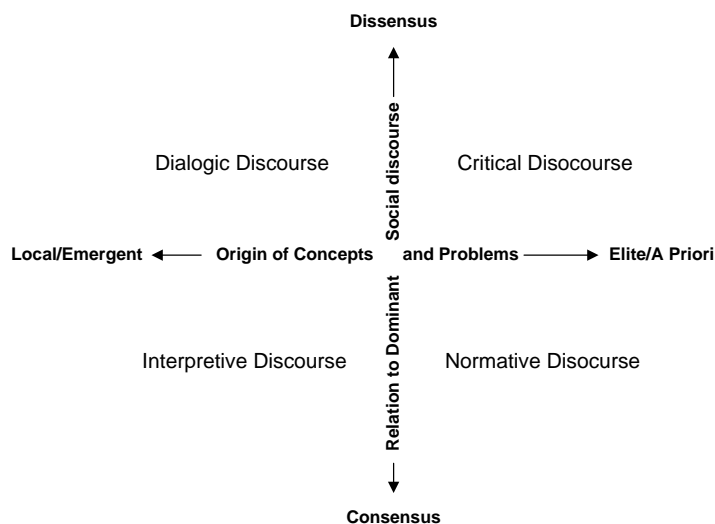 Dissensus
Dialogic Discourse
Critical Disocourse
Local/Emergent
Origin of Concepts
and Problems
Elite/A Priori
Relation to Dominant Social discourse
Interpretive Discourse
Normative Disocurse
Consensus